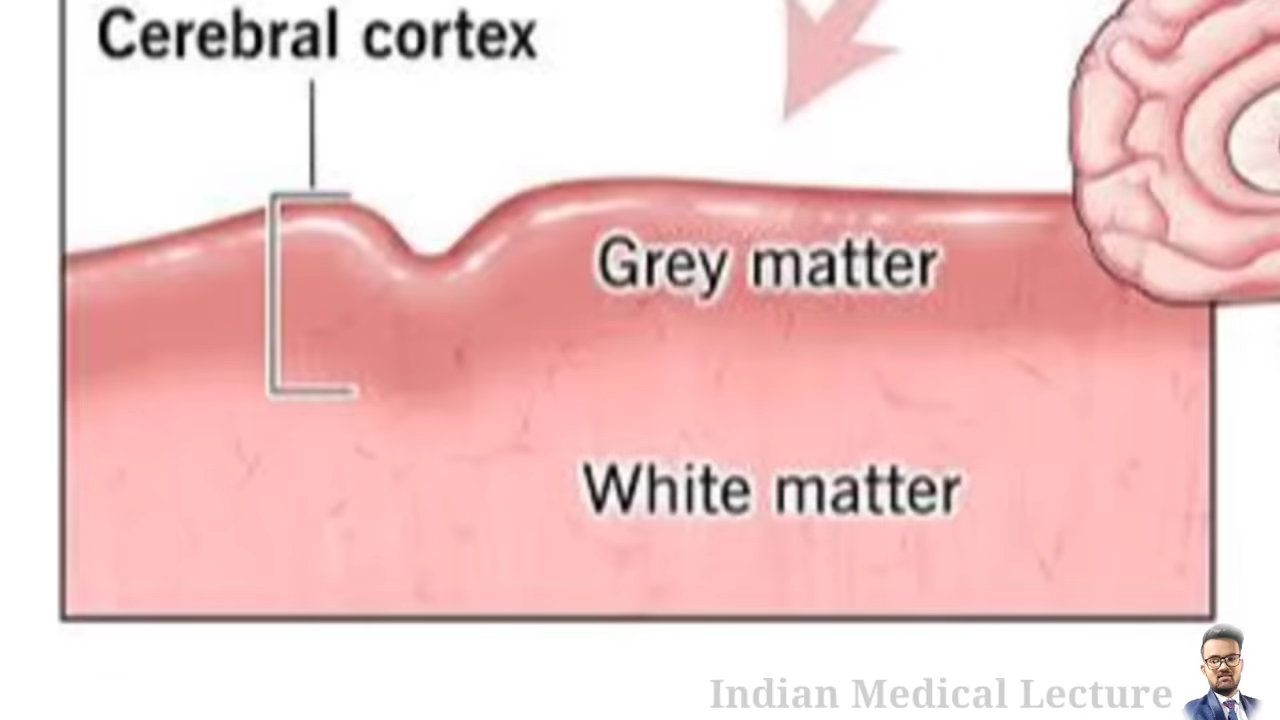 Cerebral cortex
Grey matter
White matter
Indian Medical Lecture